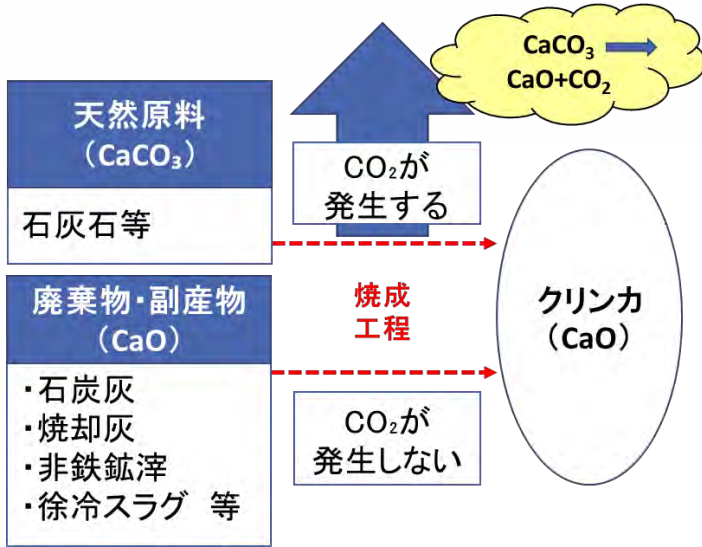 CaCO₃
CaO+CO₂
天然原料
（CaCO₃）
石灰石等
CO₂が
発生する
焼成
工程
クリンカ
（CaO）
廃棄物・副産物
（CaO）
・石炭灰
・焼却灰
・非鉄鉱滓
・徐冷スラグ 等
CO₂が
発生しない